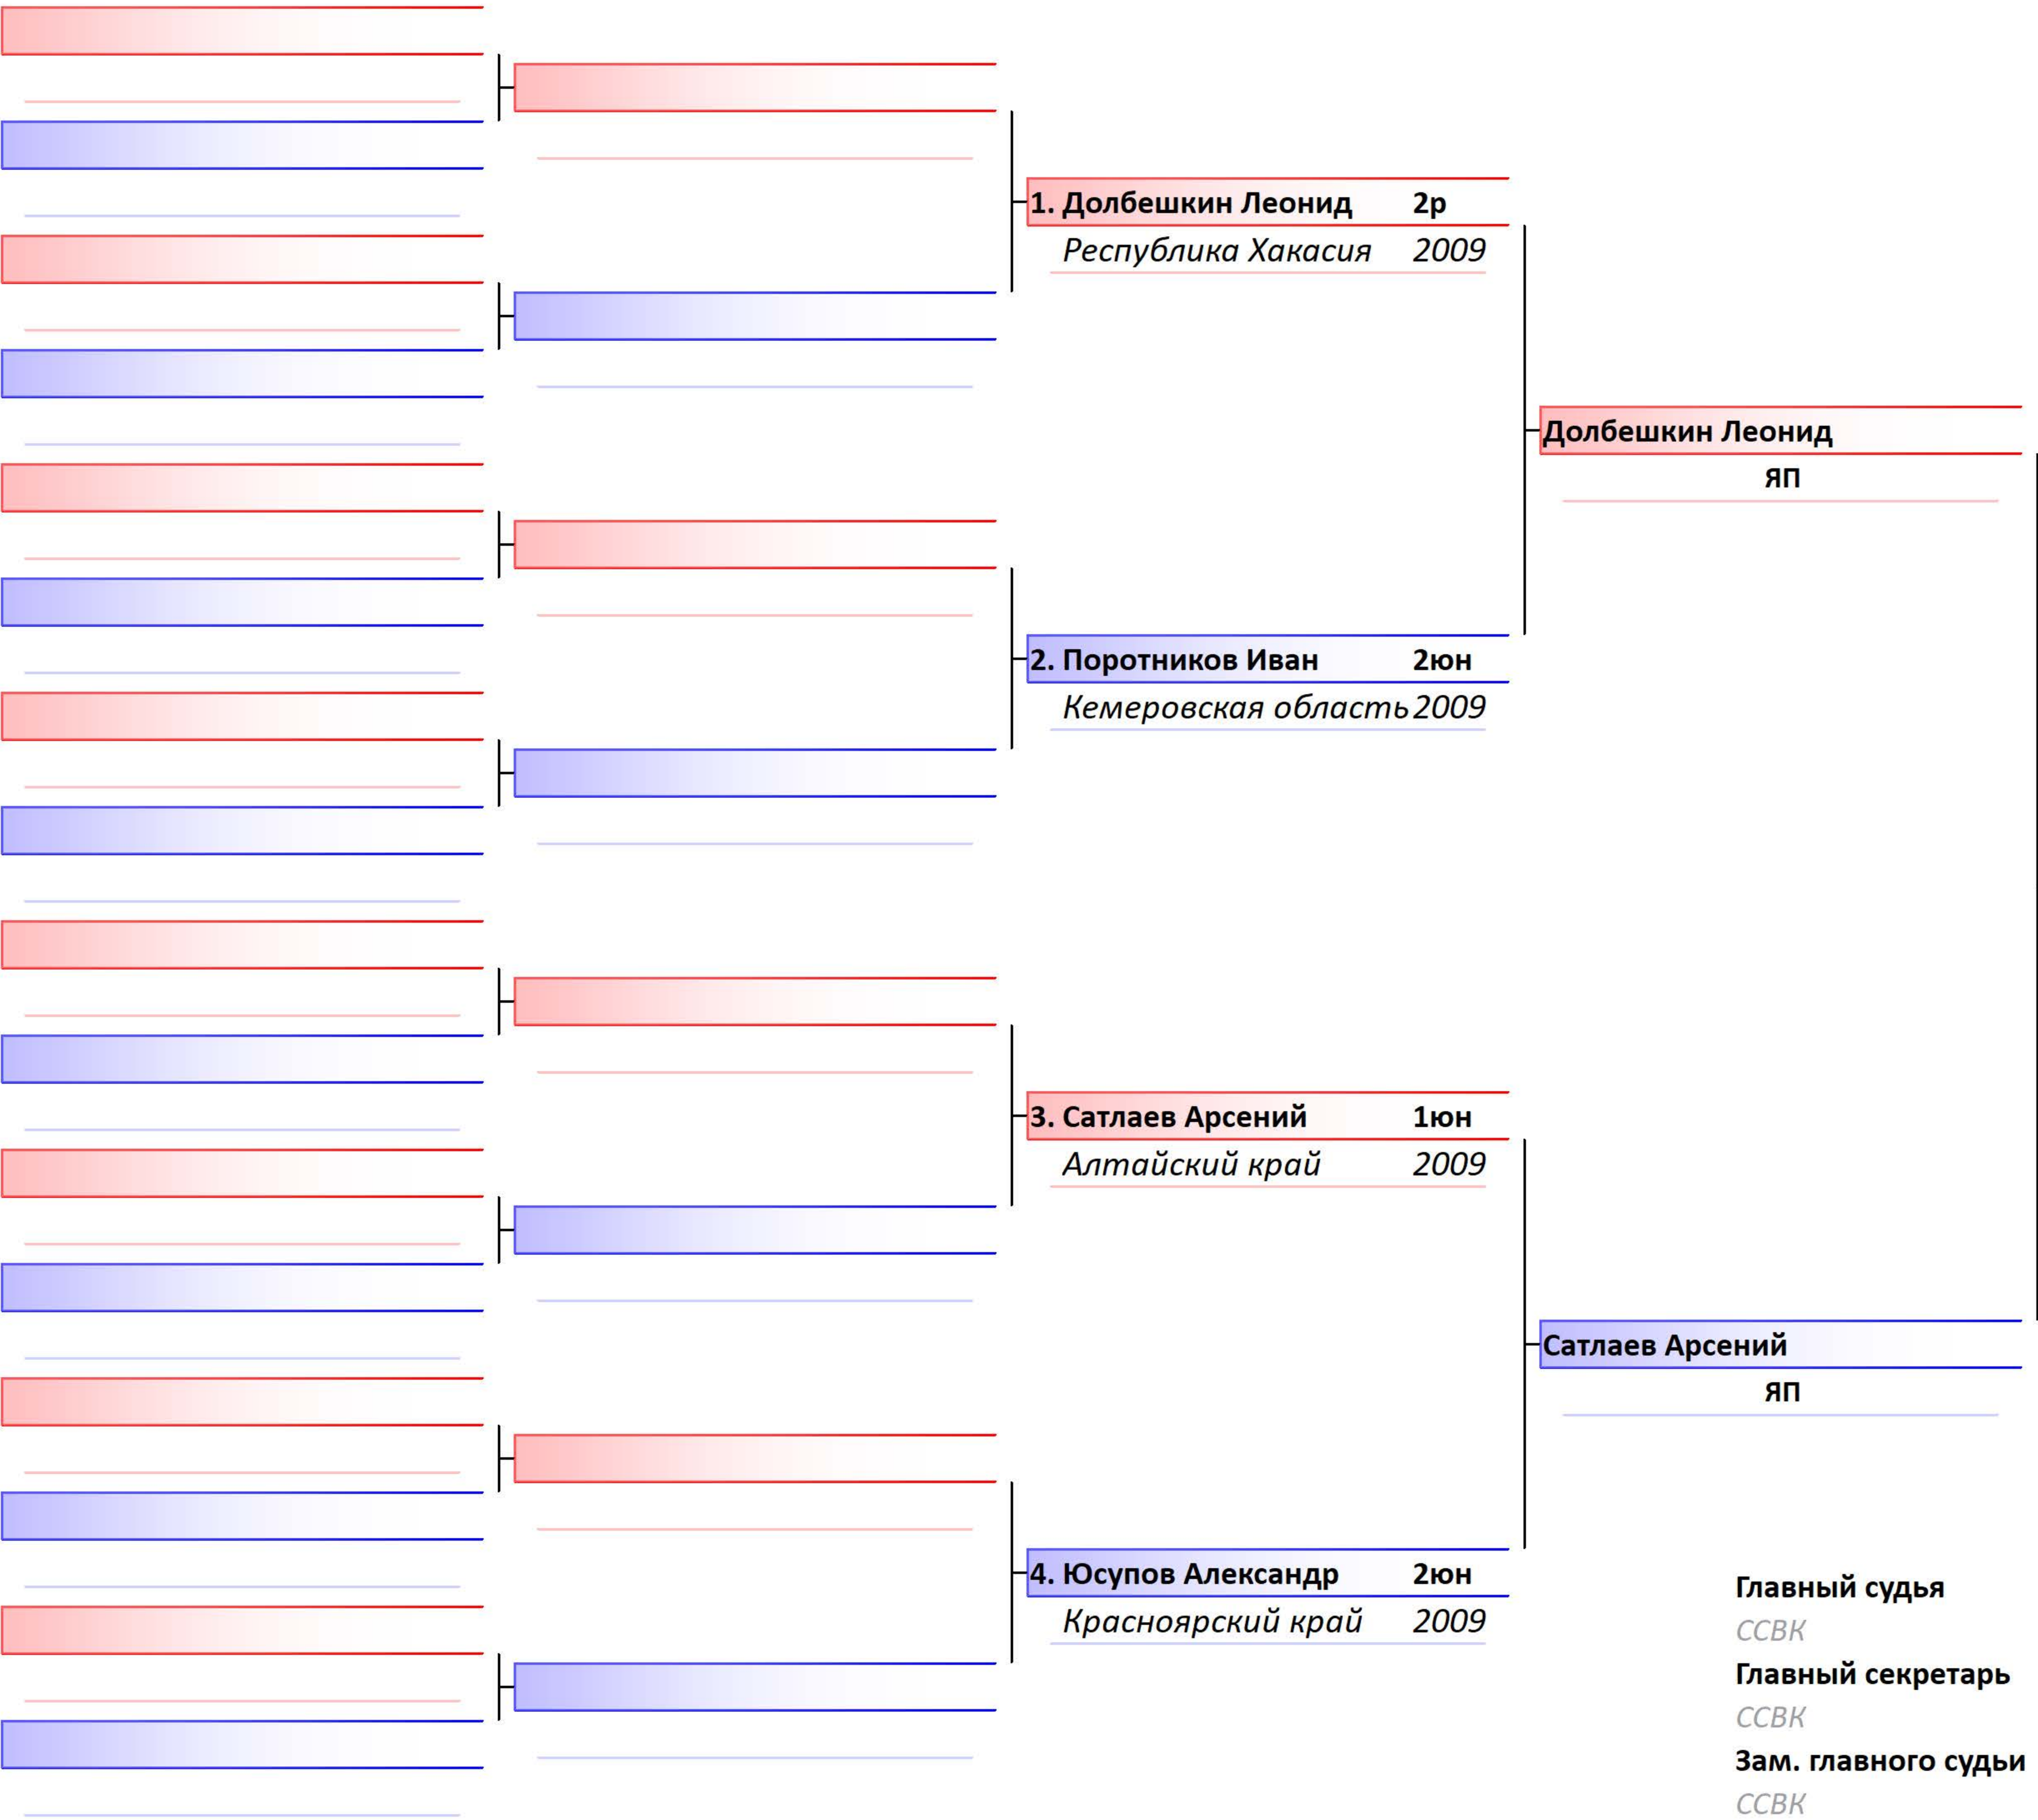 1. Долбешкин Леонид 2р
Республика Хакасия 2009
Долбешкин Леонид
ЯП
2. Поротников Иван 2юн
Кемеровская область 2009
3. Сатлаев Арсений 1юн
Алтайский край 2009
Сатлаев Арсений
ЯП
4. Юсупов Александр 2юн
Красноярский край 2009
Главный судья
ССВК
Главный секретарь
ССВК
Зам. главного судьи
ССВК